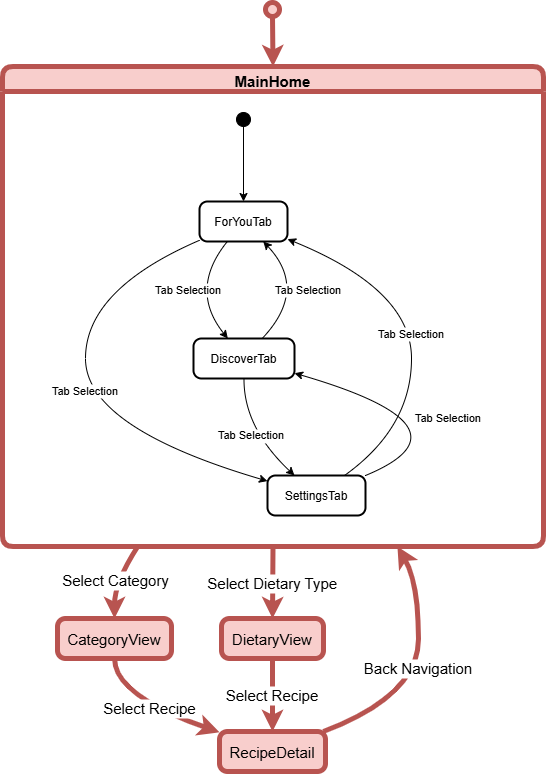 MainHome
ForYouTab
Tab Selection
Tab Selection
Tab Selection
DiscoverTab
Tab Selection
Tab Selection
Tab Selection
SettingsTab
Select Category
Select Dietary Type
CategoryView
DietaryView
Back Navigation
Select Recipe
Select Recipe
RecipeDetail